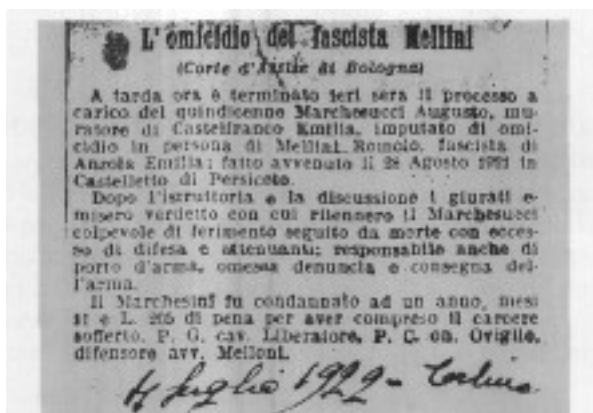 L'omicidio del fascista Mellini
(Corte d'Assise di Bologna)
A tarda ora è terminato ieri sera il processo a
carico del quindicenne Marchesucci Augusto, mu-
ratore di Castelfranco Emilia, imputato di omi-
cidio in persona di Mellini Romolo, fascista di
Anzola Emilia; fatto avvenuto il 28 Agosto 1921 in
Castelletto di Persiceto.
Dopo l'istruttoria e la discussione i giurati e-
misero verdetto con cui ritennero il Marchesucci
colpevole di ferimento seguito da morte con ecces-
so di difesa e attenuanti; responsabile anche di
porto d'arma, omessa denuncia e consegna del-
l'arma.
Il Marchesini fu condannato ad un anno, mesi
e L. 205 di pena per aver compreso il carcere
sofferto. P. G. cav. Liberatore, P. C. on. Oviglio,
difensore avv. Melloni.
4 luglio 1922 -